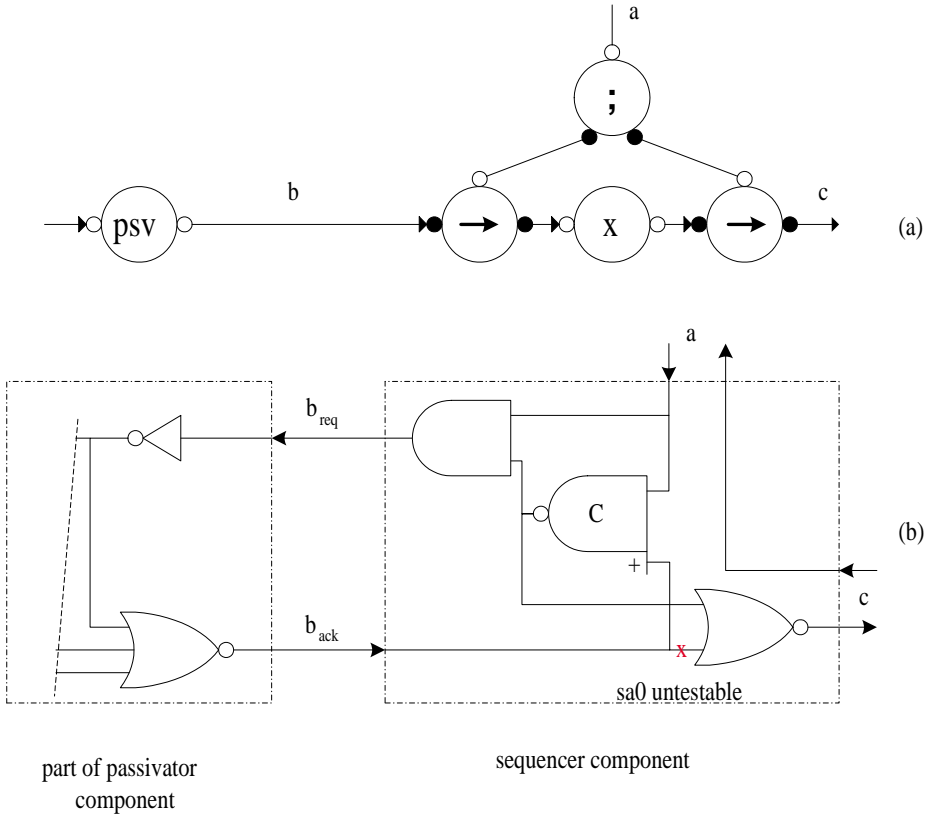 a
;
b
c
psv
x
(a)
a
b req
C
(b)
+
c
b ack
x
sa0 untestable
part of passivator
component
sequencer component